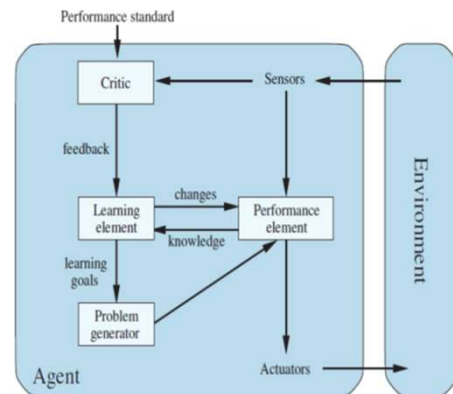 Performance standard
Critic
Sensors
feedback
changes
Learning
element
Performance
element
knowledge
learning
goals
Problem
generator
Agent
Actuators
Environment